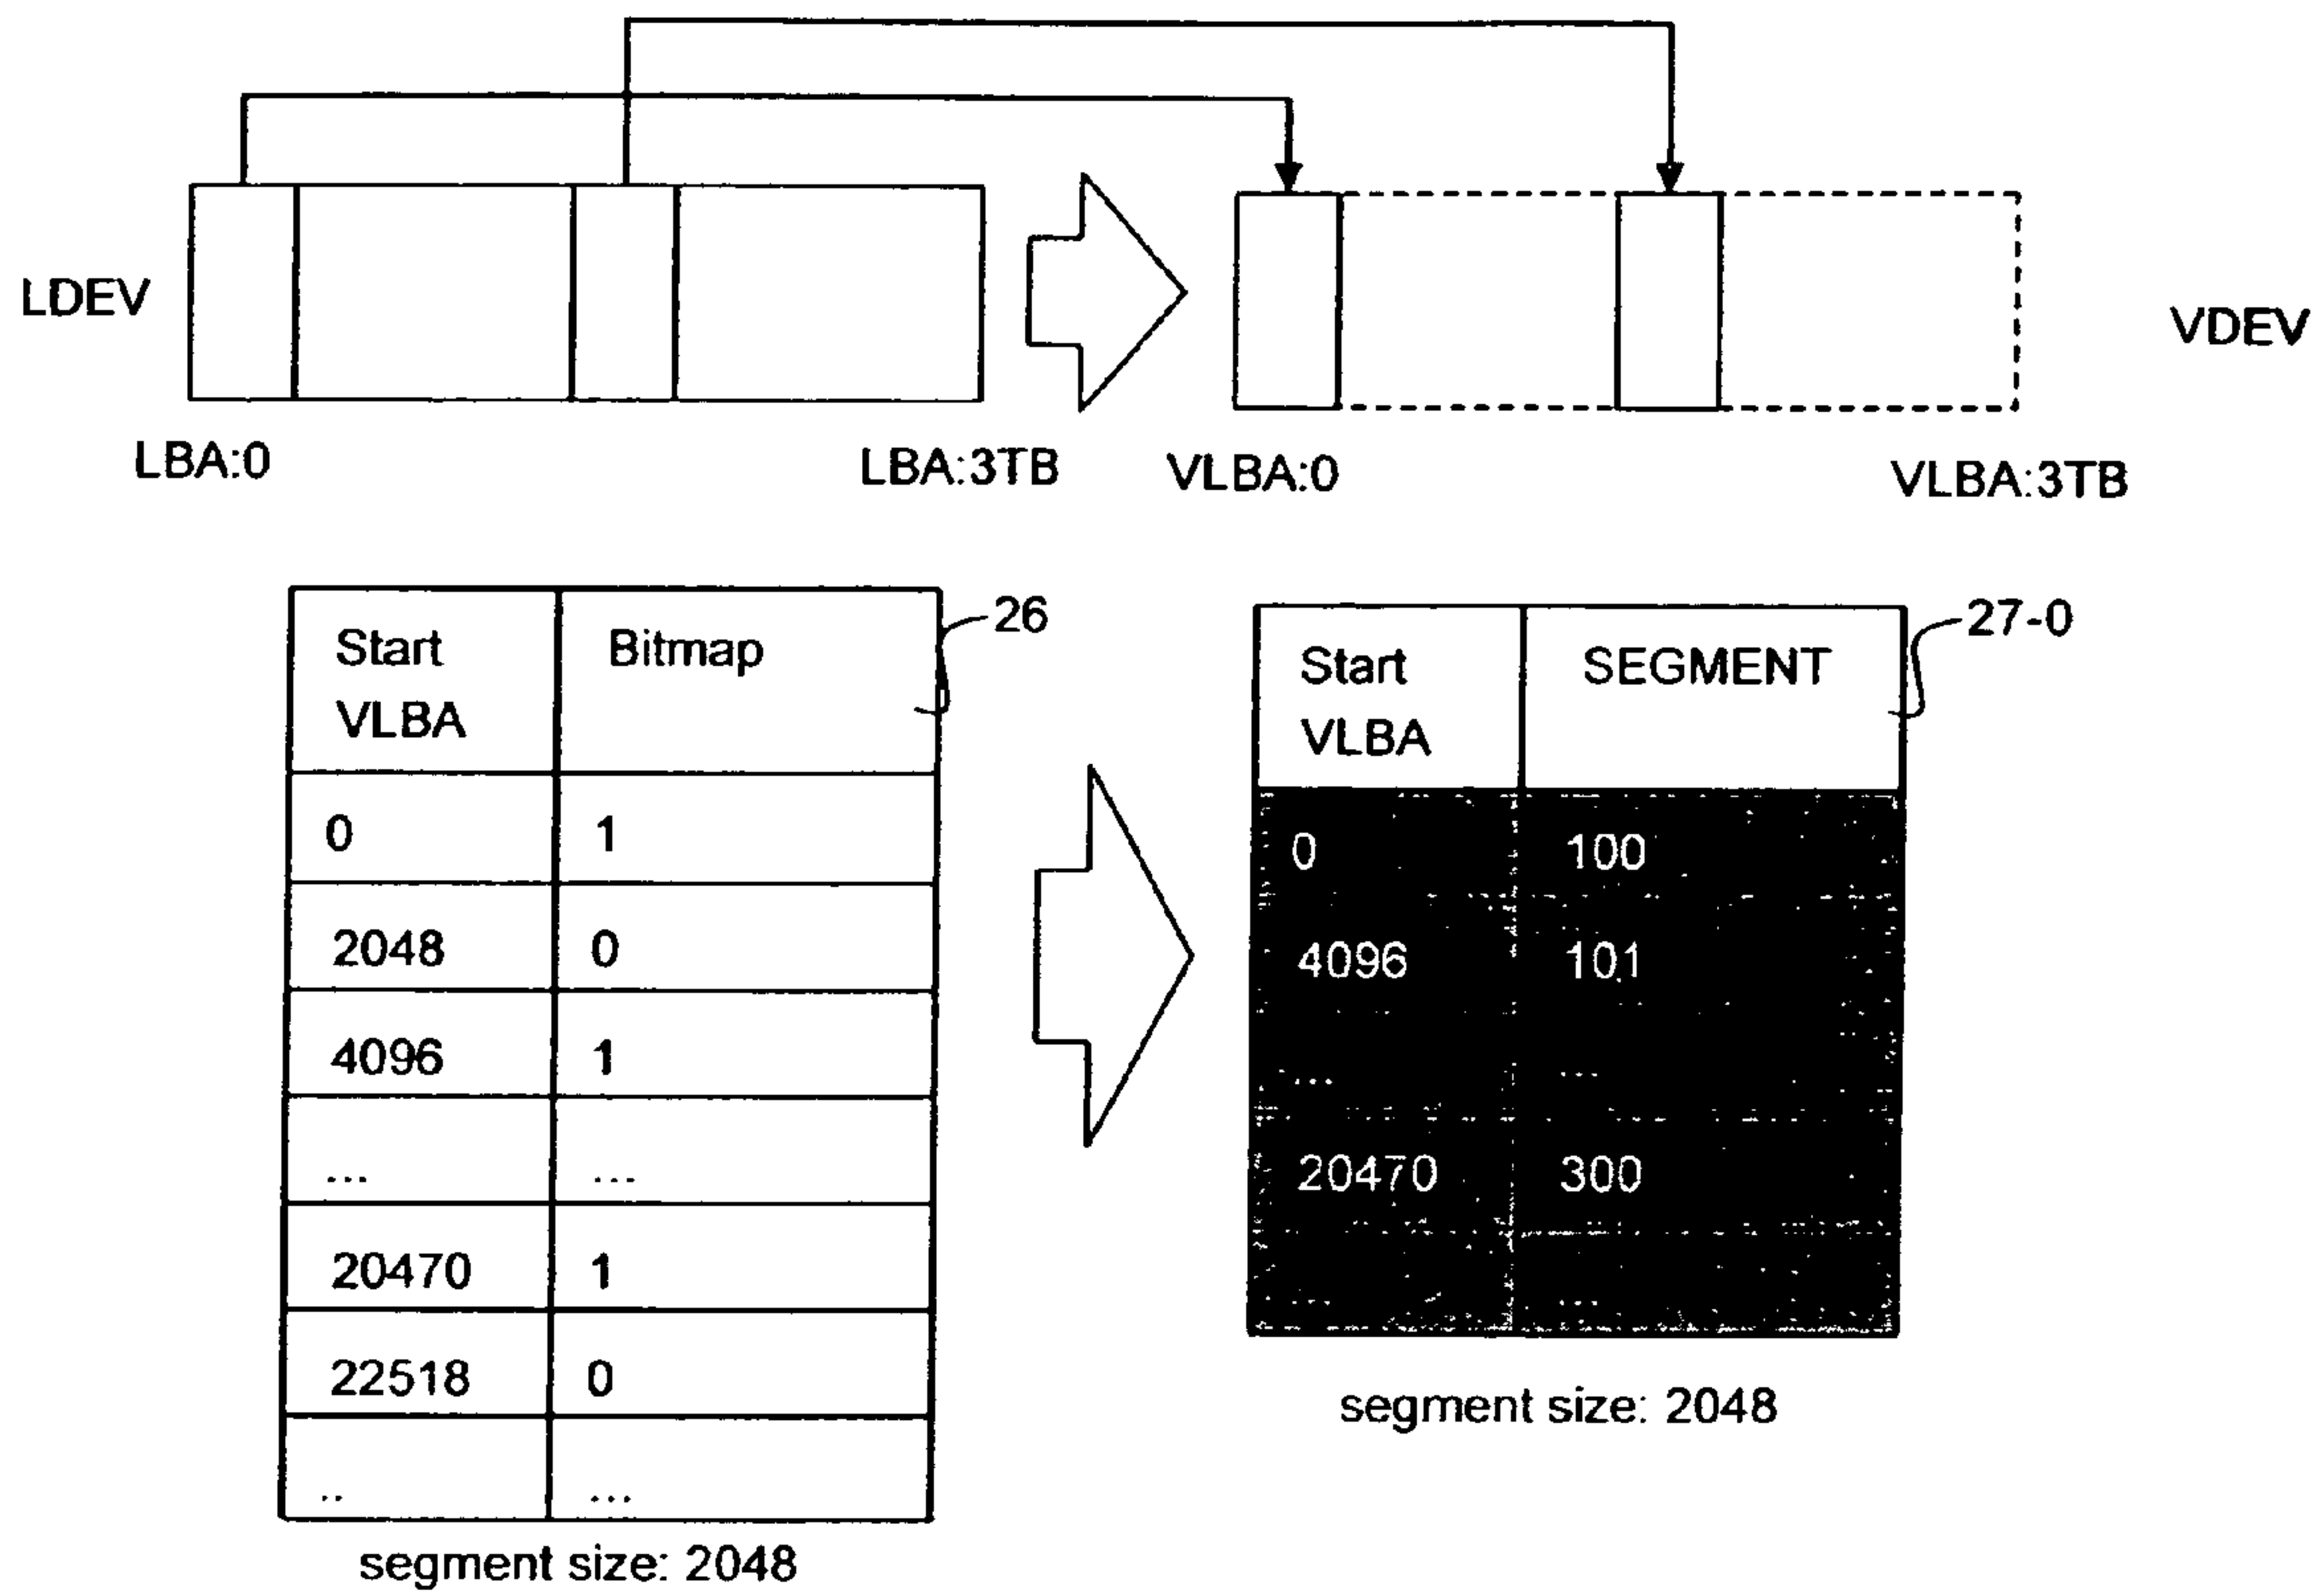 LDEV
VDEV
LBA:0
LBA:3TB
VLBA:0
VLBA:3TB
Start
VLBA
Bitmap
26
0
1
2048
0
4096
1
...
...
20470
1
22518
0
..
...
segment size: 2048
Start
VLBA
SEGMENT
27-0
0
100
4096
101
...
...
20470
300
...
...
segment size: 2048